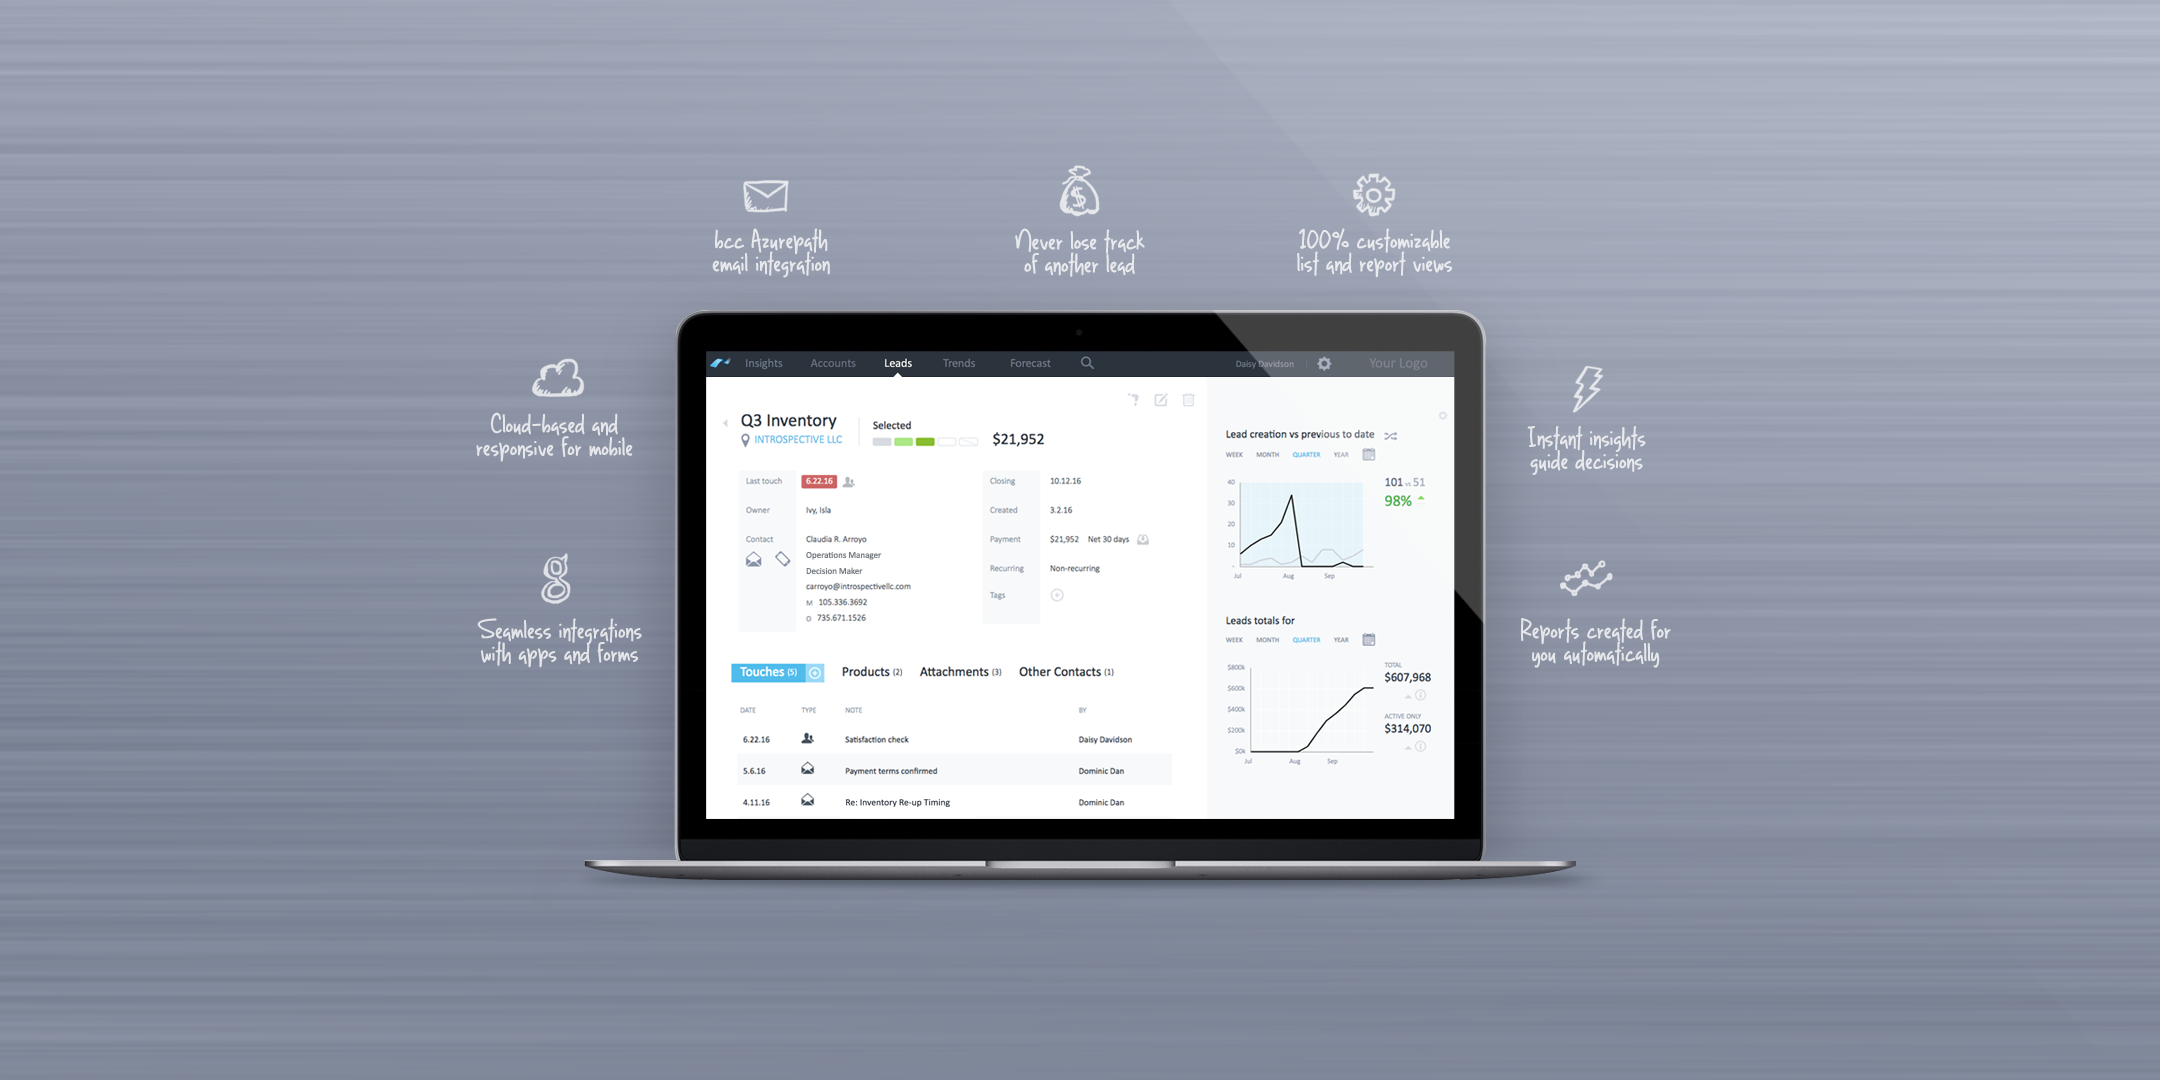 bcc Azurepath
email integration
Never lose track
of another lead
100% customizable
list and report views
Cloud-based and
responsive for mobile
Seamless integrations
with apps and forms
Instant insights
guide decisions
Reports created for
you automatically
Insights Accounts Leads Trends Forecast Daisy Davidson Your Logo
Q3 Inventory
INTROSPECTIVE LLC
Selected
$21,952
Last touch 6.22.16
Owner Ivy, Isla
Contact Claudia R. Arroyo
Operations Manager
Decision Maker
carroyo@introspectivellc.com
M 105.336.3692
O 735.671.1526
Closing 10.12.16
Created 3.2.16
Payment $21,952 Net 30 days
Recurring Non-recurring
Tags
Touches (5) Products (2) Attachments (3) Other Contacts (1)
DATE TYPE NOTE BY
6.22.16 Satisfaction check Daisy Davidson
5.6.16 Payment terms confirmed Dominic Dan
4.11.16 Re: Inventory Re-up Timing Dominic Dan
Lead creation vs previous to date
WEEK MONTH QUARTER YEAR
40
30
20
10
Jul Aug Sep
101 vs 51
98%
Leads totals for
WEEK MONTH QUARTER YEAR
$800k
$600k
$400k
$200k
$0k
Jul Aug Sep
TOTAL
$607,968
ACTIVE ONLY
$314,070